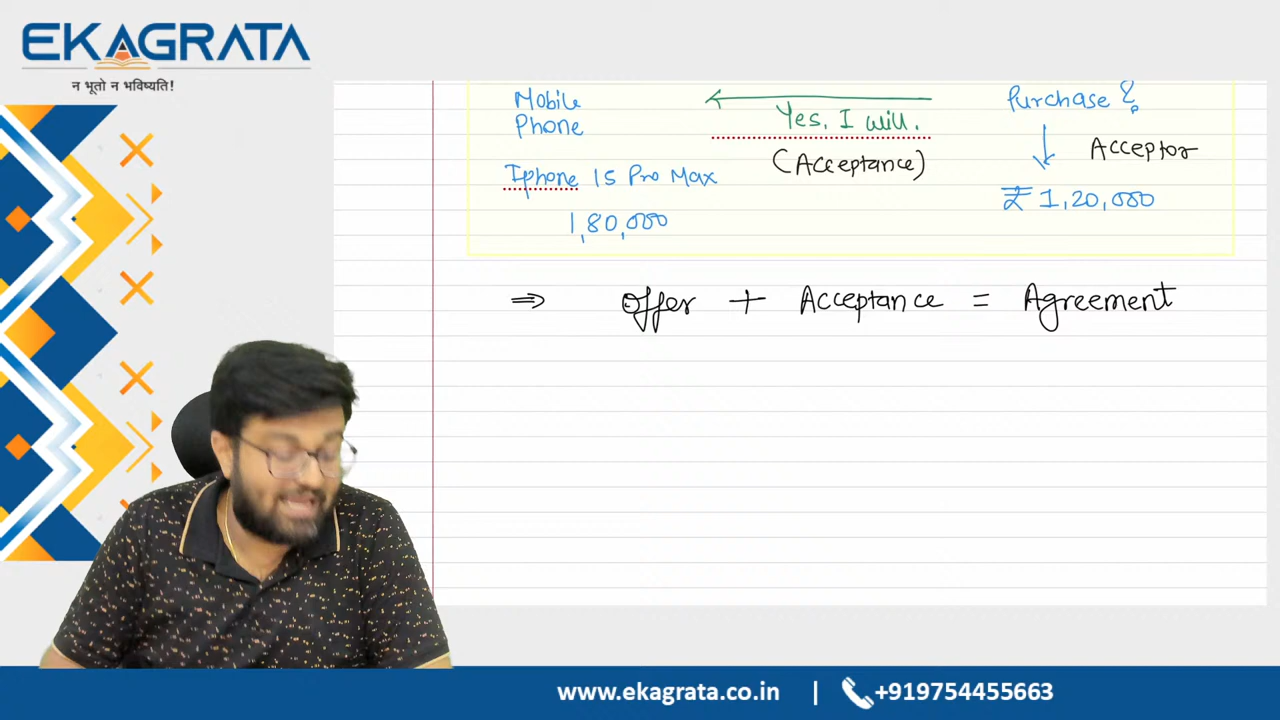 EKAGRATA
न भूतो न भविष्यति!
Mobile
Phone
Iphone 15 Pro Max
1,80,000
Yes, I will.
(Acceptance)
Purchase ?
Acceptor
₹ 1,20,000
⇒ offer + Acceptance = Agreement
www.ekagrata.co.in | +919754455663